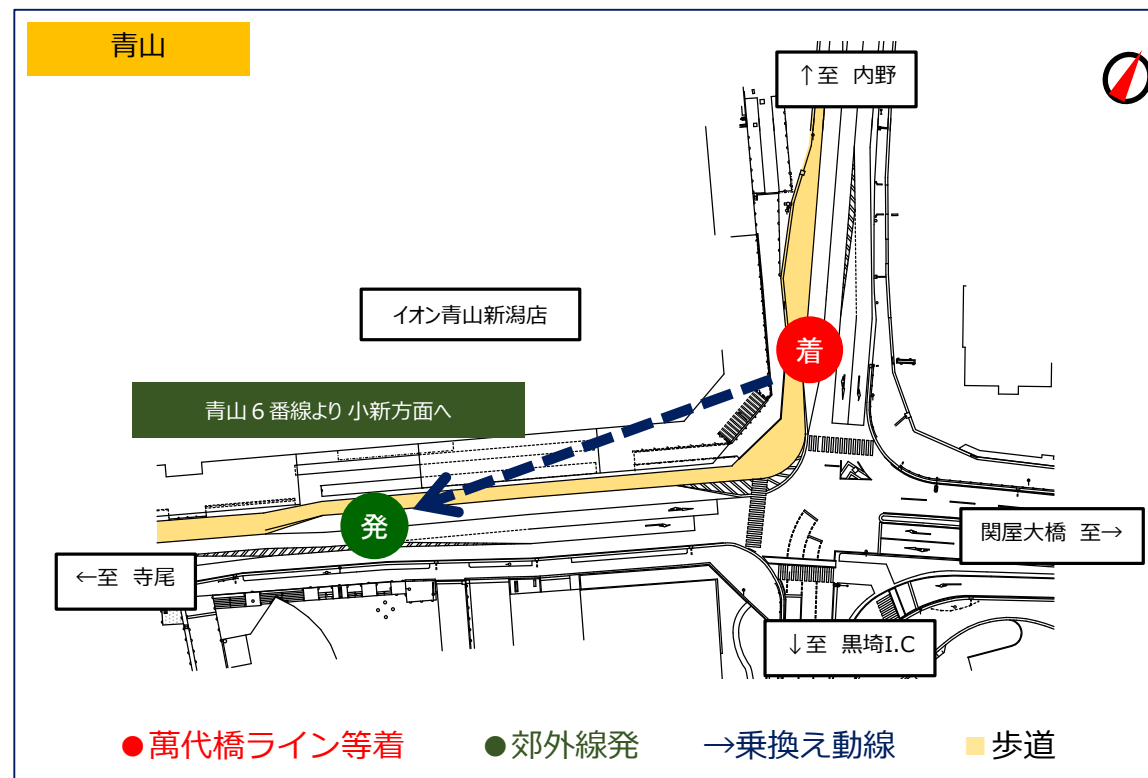 青山
↑至 内野
イオン青山新潟店
着
青山６番線より 小新方面へ
発
関屋大橋 至→
←至 寺尾
↓至 黒埼I.C
●萬代橋ライン等着 ●郊外線発 →乗換え動線 ■歩道